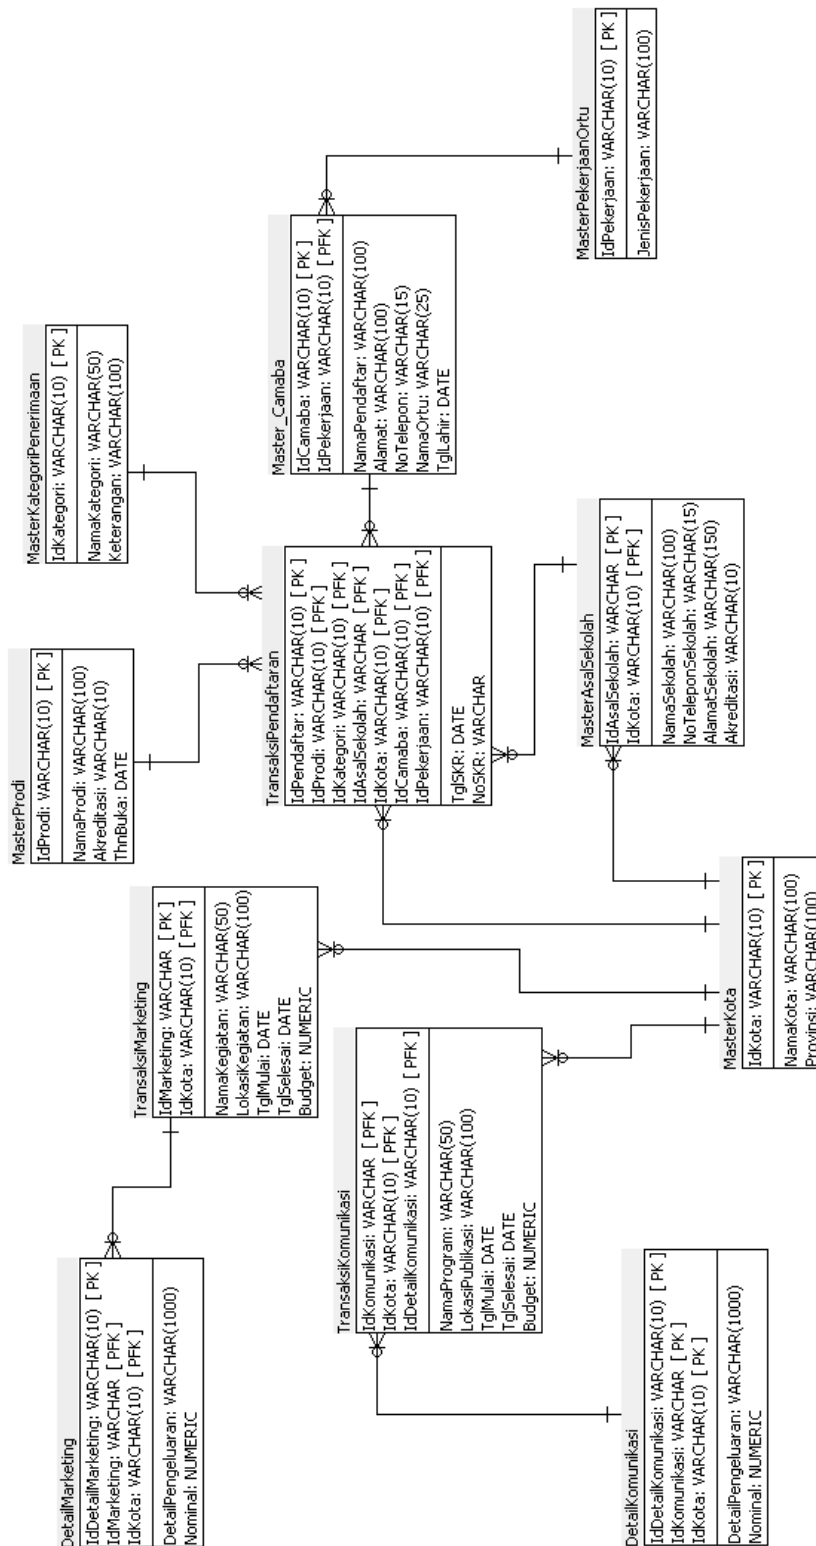 DetailMarketing
IdDetailMarketing: VARCHAR(10) [ PK ]
IdMarketing: VARCHAR [ PFK ]
IdKota: VARCHAR(10) [ PFK ]
DetailPengeluaran: VARCHAR(1000)
Nominal: NUMERIC
TransaksiMarketing
IdMarketing: VARCHAR [ PK ]
IdKota: VARCHAR(10) [ PFK ]
NamaKegiatan: VARCHAR(50)
LokasiKegiatan: VARCHAR(100)
TglMulai: DATE
TglSelesai: DATE
Budget: NUMERIC
MasterProdi
IdProdi: VARCHAR(10) [ PK ]
NamaProdi: VARCHAR(100)
Akreditasi: VARCHAR(10)
ThnBuka: DATE
MasterKategoriPenerimaan
IdKategori: VARCHAR(10) [ PK ]
NamaKategori: VARCHAR(50)
Keterangan: VARCHAR(100)
TransaksiPendaftaran
IdPendaftar: VARCHAR(10) [ PK ]
IdProdi: VARCHAR(10) [ PFK ]
IdKategori: VARCHAR(10) [ PFK ]
IdAsalSekolah: VARCHAR [ PFK ]
IdKota: VARCHAR(10) [ PFK ]
IdCamaba: VARCHAR(10) [ PFK ]
IdPekerjaan: VARCHAR(10) [ PFK ]
TglSKR: DATE
NoSKR: VARCHAR
Master_Camaba
IdCamaba: VARCHAR(10) [ PK ]
IdPekerjaan: VARCHAR(10) [ PFK ]
NamaPendaftar: VARCHAR(100)
Alamat: VARCHAR(100)
NoTelepon: VARCHAR(15)
NamaOrtu: VARCHAR(25)
TglLahir: DATE
TransaksiKomunikasi
IdKomunikasi: VARCHAR [ PFK ]
IdKota: VARCHAR(10) [ PFK ]
IdDetailKomunikasi: VARCHAR(10) [ PFK ]
NamaProgram: VARCHAR(50)
LokasiPublikasi: VARCHAR(100)
TglMulai: DATE
TglSelesai: DATE
Budget: NUMERIC
DetailKomunikasi
IdDetailKomunikasi: VARCHAR(10) [ PK ]
IdKomunikasi: VARCHAR [ PK ]
IdKota: VARCHAR(10) [ PK ]
DetailPengeluaran: VARCHAR(1000)
Nominal: NUMERIC
MasterKota
IdKota: VARCHAR(10) [ PK ]
NamaKota: VARCHAR(100)
Provinsi: VARCHAR(100)
MasterAsalSekolah
IdAsalSekolah: VARCHAR [ PK ]
IdKota: VARCHAR(10) [ PFK ]
NamaSekolah: VARCHAR(100)
NoTeleponSekolah: VARCHAR(15)
AlamatSekolah: VARCHAR(150)
Akreditasi: VARCHAR(10)
MasterPekerjaanOrtu
IdPekerjaan: VARCHAR(10) [ PK ]
JenisPekerjaan: VARCHAR(100)